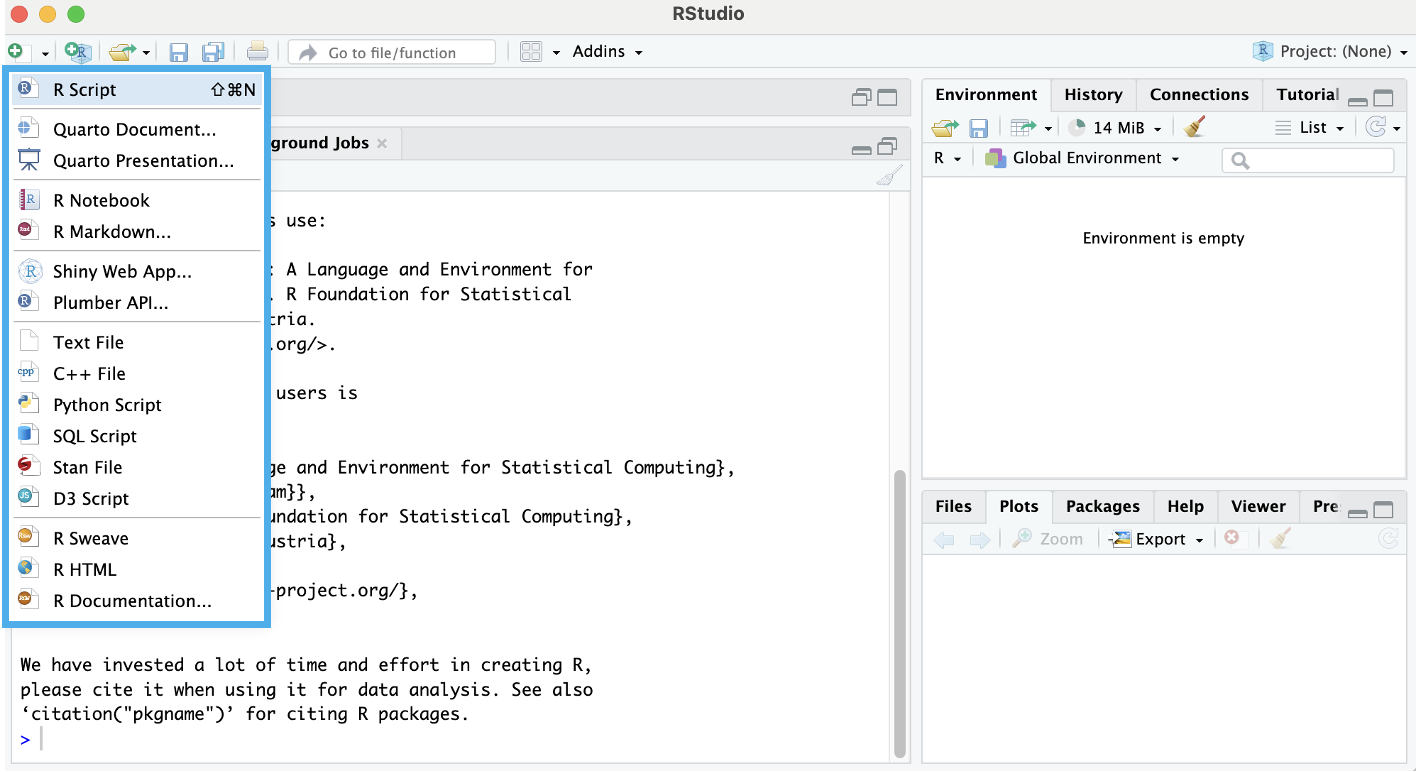 RStudio
Go to file/function
Addins
Project: (None)
R Script ⇧⌘N
Quarto Document...
Quarto Presentation...
R Notebook
R Markdown...
Shiny Web App...
Plumber API...
Text File
C++ File
Python Script
SQL Script
Stan File
D3 Script
R Sweave
R HTML
R Documentation...
ground Jobs
s use:
: A Language and Environment for
. R Foundation for Statistical
tria.
.org/>.
users is
ge and Environment for Statistical Computing},
am}},
undation for Statistical Computing},
ustria},
-project.org/},
We have invested a lot of time and effort in creating R,
please cite it when using it for data analysis. See also
‘citation("pkgname")’ for citing R packages.
>
Environment History Connections Tutorial
14 MiB List
R Global Environment
Environment is empty
Files Plots Packages Help Viewer Pre
Zoom Export